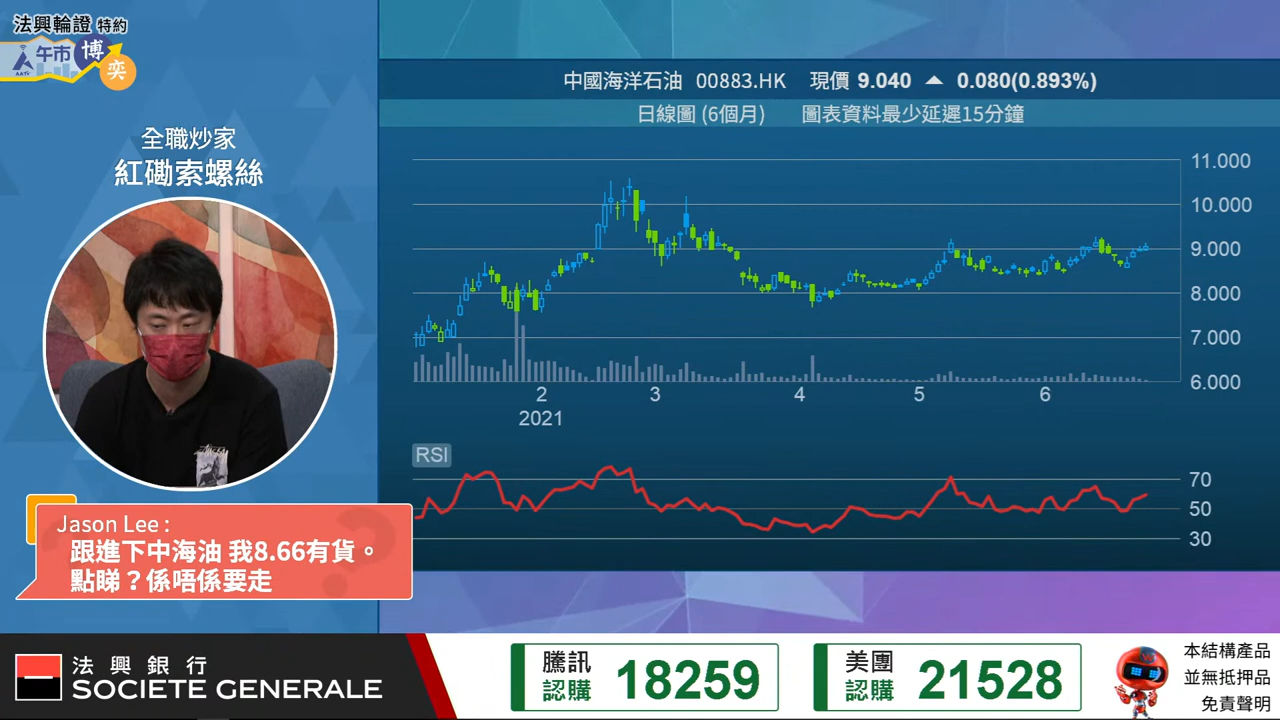 法興輪證 特約
午市
博
奕
AATV
全職炒家
紅磡索螺絲
中國海洋石油 00883.HK 現價 9.040 ▲ 0.080(0.893%)
日線圖 (6個月) 圖表資料最少延遲15分鐘
11.000
10.000
9.000
8.000
7.000
6.000
2 3 4 5 6
2021
RSI
70
50
30
Jason Lee :
跟進下中海油 我8.66有貨。
點睇？係唔係要走
法興銀行
SOCIETE GENERALE
騰訊
認購
18259
美團
認購
21528
本結構產品
並無抵押品
免責聲明